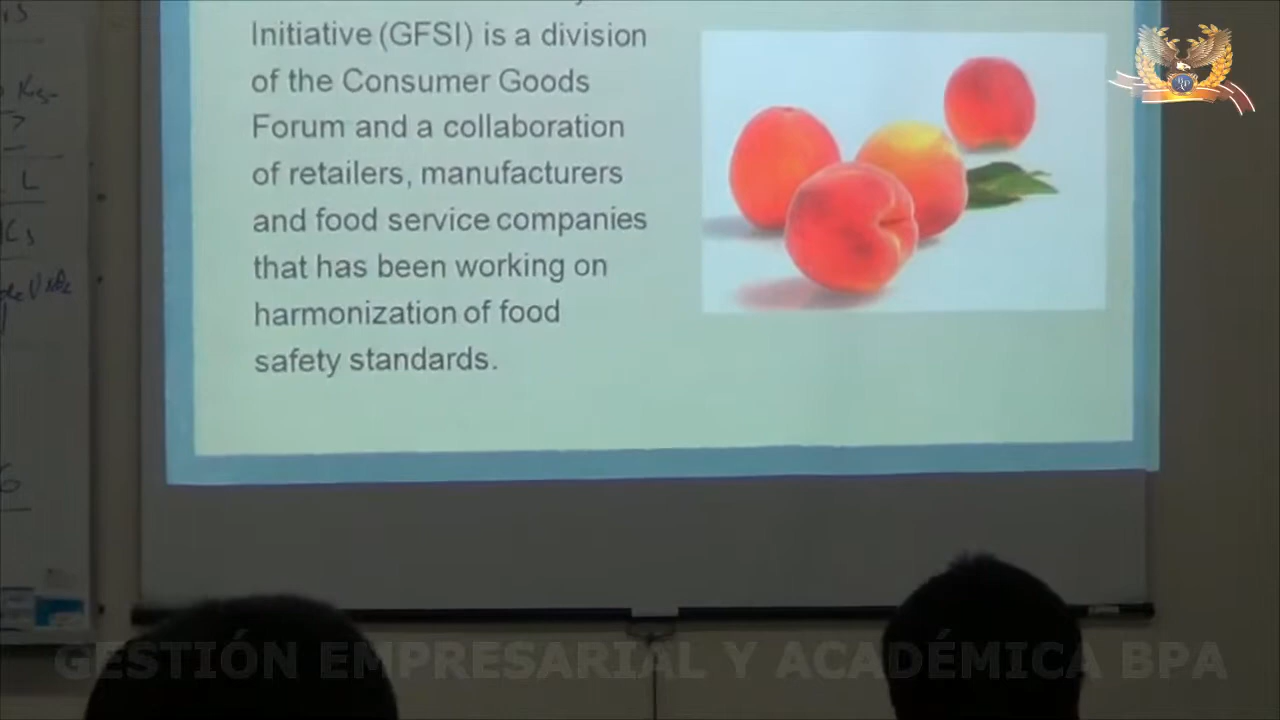 Initiative (GFSI) is a division
of the Consumer Goods
Forum and a collaboration
of retailers, manufacturers
and food service companies
that has been working on
harmonization of food
safety standards.
GESTIÓN EMPRESARIAL Y ACADÉMICA BPA